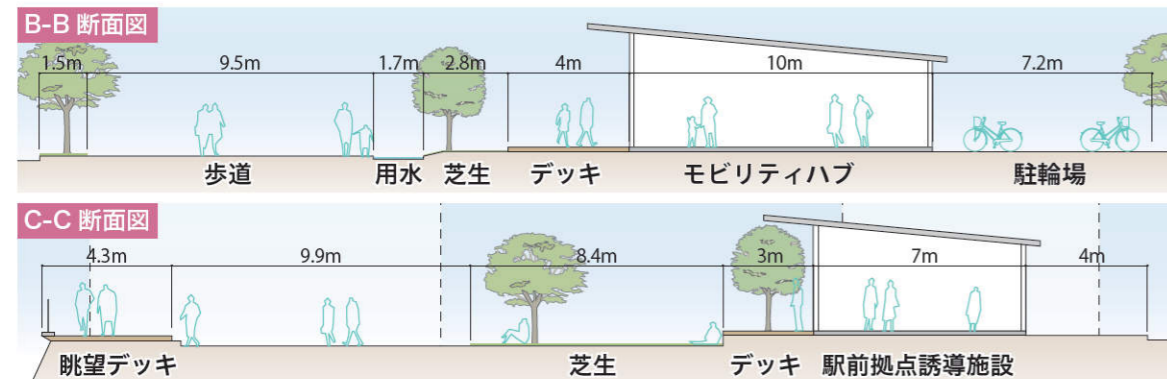 B-B 断面図
1.5m 9.5m 1.7m 2.8m 4m 10m 7.2m
歩道 用水 芝生 デッキ モビリティハブ 駐輪場
C-C 断面図
4.3m 9.9m 8.4m 3m 7m 4m
眺望デッキ 芝生 デッキ 駅前拠点誘導施設